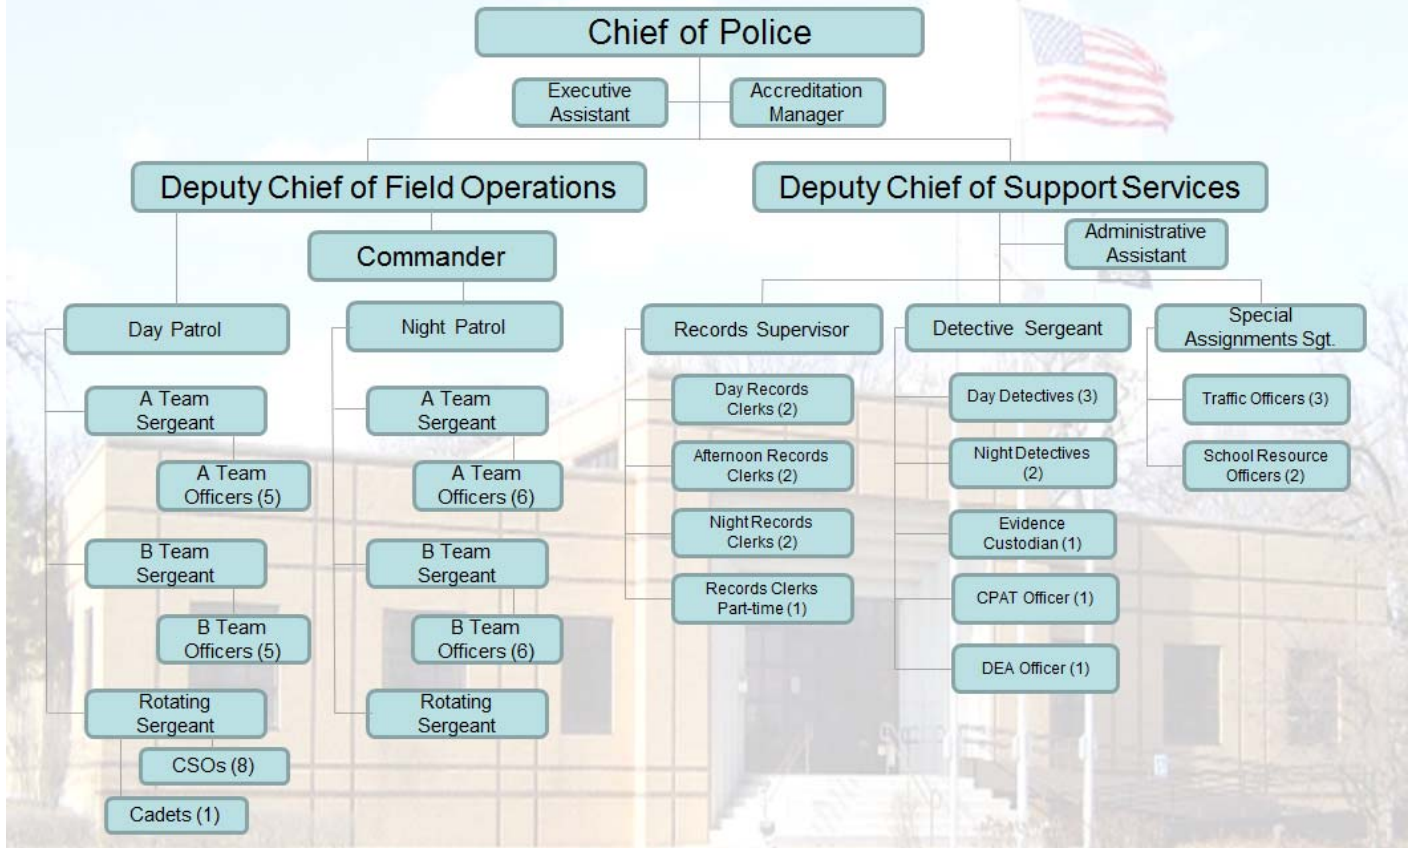 Chief of Police
Executive
Assistant
Accreditation
Manager
Deputy Chief of Field Operations
Deputy Chief of Support Services
Commander
Administrative
Assistant
Day Patrol
Night Patrol
Records Supervisor
Detective Sergeant
Special
Assignments Sgt.
A Team
Sergeant
A Team
Officers (5)
B Team
Sergeant
B Team
Officers (5)
Rotating
Sergeant
CSOs (8)
Cadets (1)
A Team
Sergeant
A Team
Officers (6)
B Team
Sergeant
B Team
Officers (6)
Rotating
Sergeant
Day Records
Clerks (2)
Afternoon Records
Clerks (2)
Night Records
Clerks (2)
Records Clerks
Part-time (1)
Day Detectives (3)
Night Detectives
(2)
Evidence
Custodian (1)
CPAT Officer (1)
DEA Officer (1)
Traffic Officers (3)
School Resource
Officers (2)